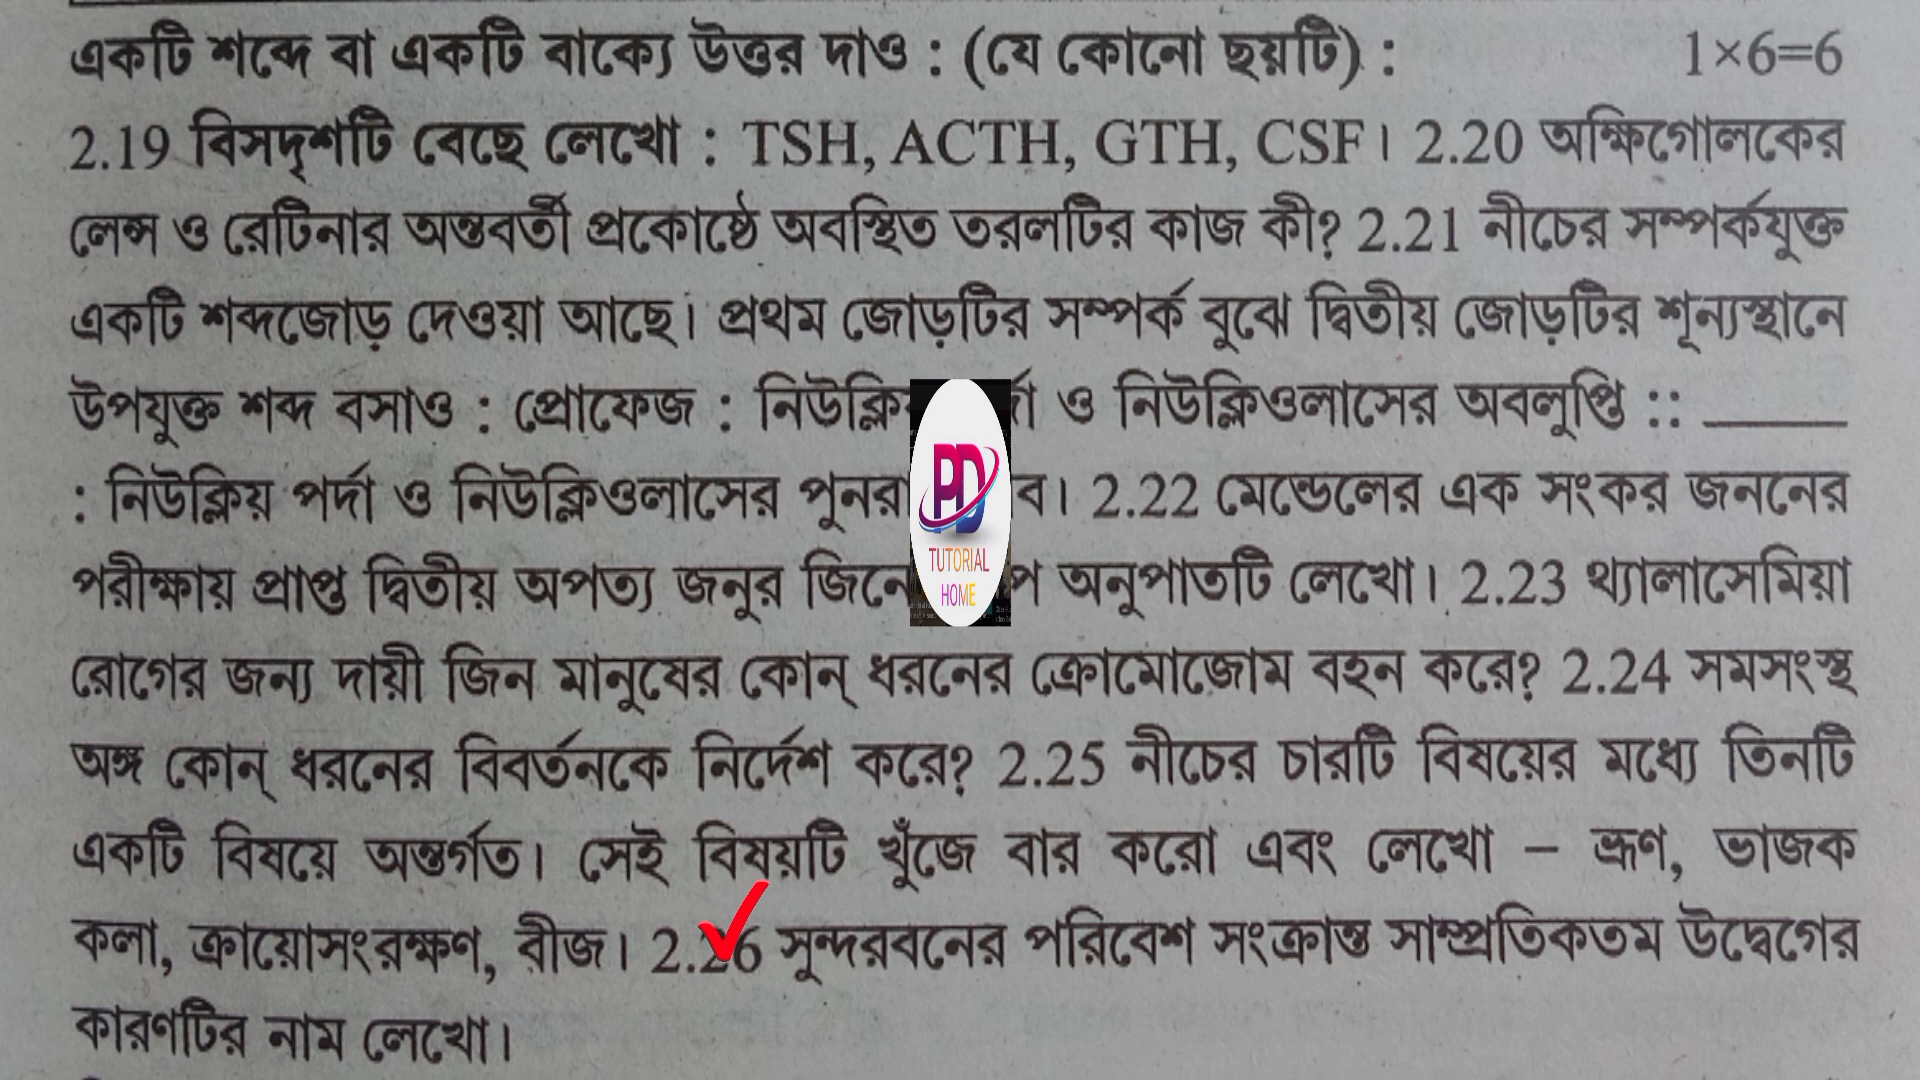 একটি শব্দে বা একটি বাক্যে উত্তর দাও : (যে কোনো ছয়টি) : 1×6=6
2.19 বিসদৃশটি বেছে লেখো : TSH, ACTH, GTH, CSF। 2.20 অক্ষিগোলকের
লেন্স ও রেটিনার অন্তবর্তী প্রকোষ্ঠে অবস্থিত তরলটির কাজ কী? 2.21 নীচের সম্পর্কযুক্ত
একটি শব্দজোড় দেওয়া আছে। প্রথম জোড়টির সম্পর্ক বুঝে দ্বিতীয় জোড়টির শূন্যস্থানে
উপযুক্ত শব্দ বসাও : প্রোফেজ : ও নিউক্লিওলাসের অবলুপ্তি :: ______
: নিউক্লিয় পর্দা ও নিউক্লিওলাসের 2.22 মেন্ডেলের এক সংকর জননের
পরীক্ষায় প্রাপ্ত দ্বিতীয় অপত্য জনুর অনুপাতটি লেখো। 2.23 থ্যালাসেমিয়া
রোগের জন্য দায়ী জিন মানুষের কোন্ ধরনের ক্রোমোজোম বহন করে? 2.24 সমসংস্থ
অঙ্গ কোন্ ধরনের বিবর্তনকে নির্দেশ করে? 2.25 নীচের চারটি বিষয়ের মধ্যে তিনটি
একটি বিষয়ে অন্তর্গত। সেই বিষয়টি খুঁজে বার করো এবং লেখো – ভ্রূণ, ভাজক
কলা, ক্রায়োসংরক্ষণ, বীজ। 2.26 সুন্দরবনের পরিবেশ সংক্রান্ত সাম্প্রতিকতম উদ্বেগের
কারণটির নাম লেখো।
PD
TUTORIAL
HOME